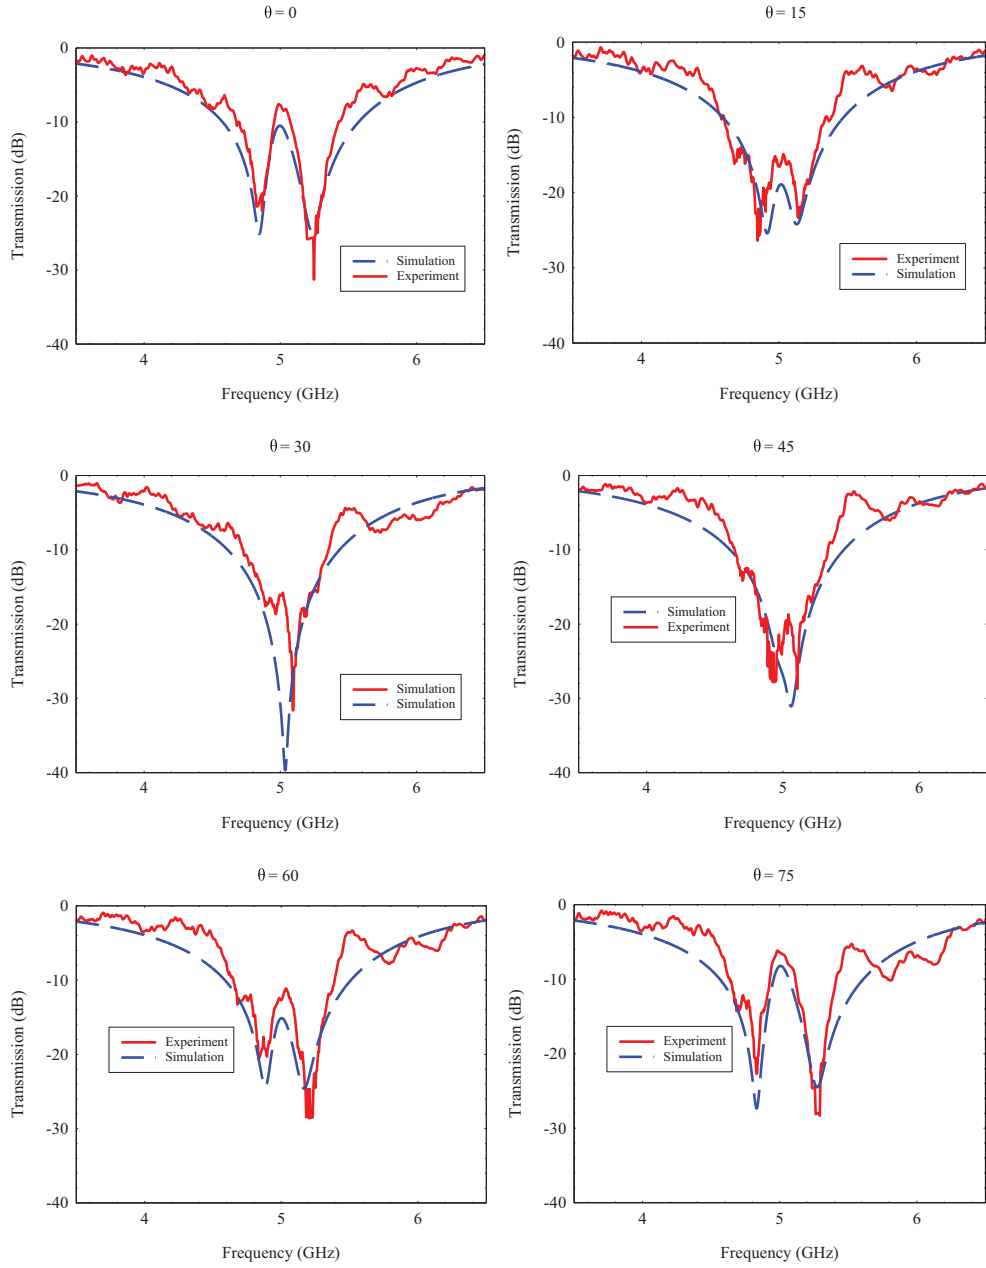 θ = 0
0
-10
-20
-30
-40
4
5
6
Transmission (dB)
Frequency (GHz)
Simulation
Experiment
θ = 15
0
-10
-20
-30
-40
4
5
6
Transmission (dB)
Frequency (GHz)
Experiment
Simulation
θ = 30
0
-10
-20
-30
-40
4
5
6
Transmission (dB)
Frequency (GHz)
Simulation
Simulation
θ = 45
0
-10
-20
-30
-40
4
5
6
Transmission (dB)
Frequency (GHz)
Simulation
Experiment
θ = 60
0
-10
-20
-30
-40
4
5
6
Transmission (dB)
Frequency (GHz)
Experiment
Simulation
θ = 75
0
-10
-20
-30
-40
4
5
6
Transmission (dB)
Frequency (GHz)
Experiment
Simulation